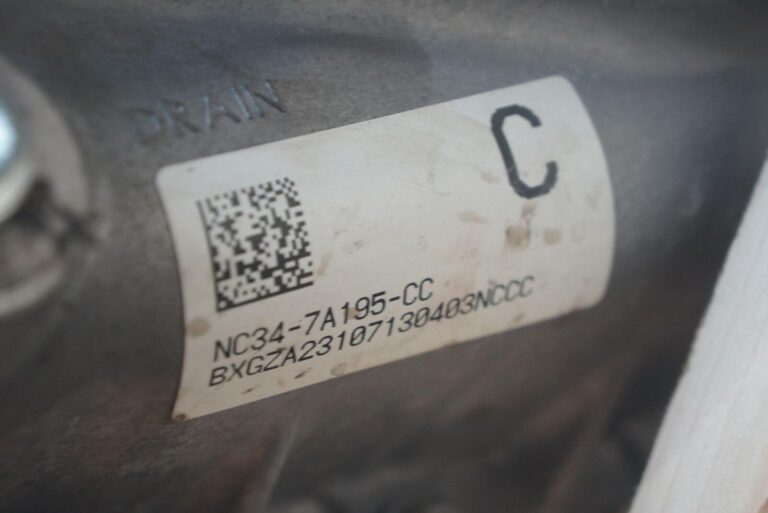 DRAIN
C
NC34-7A195-CC
BXGZA23107130403NCCC